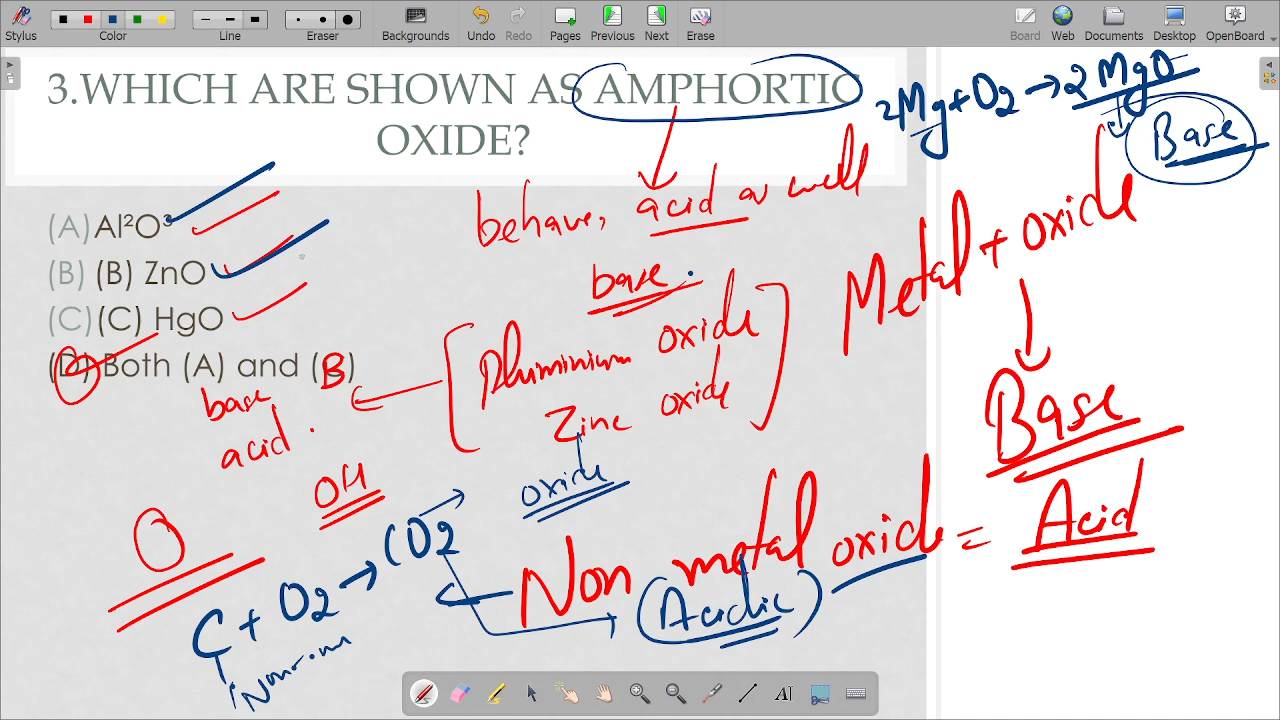 Stylus Color Line Eraser Backgrounds Undo Redo Pages Previous Next Erase Board Web Documents Desktop OpenBoard
3.WHICH ARE SHOWN AS AMPHORTIC
OXIDE?
2Mg+O2→2MgO
Base
behave, acid as well
base.
(A) Al²O³
(B) (B) ZnO
(C) (C) HgO
(D) Both (A) and (C)
B
base
acid.
Aluminium oxide
Zinc oxide
oxide
Metal + oxide
Base
Acid
OH
O
C + O2 → CO2
Non metal oxide =
(Acidic)